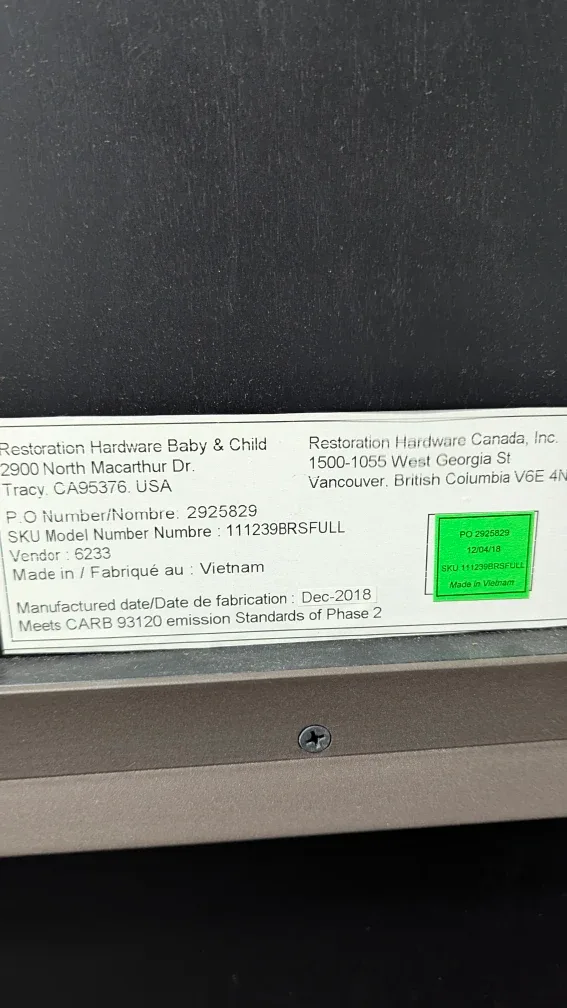 Restoration Hardware Baby & Child
2900 North Macarthur Dr.
Tracy. CA95376. USA
Restoration Hardware Canada, Inc.
1500-1055 West Georgia St
Vancouver. British Columbia V6E 4N
P.O Number/Nombre: 2925829
SKU Model Number Numbre : 111239BRSFULL
Vendor : 6233
Made in / Fabriqué au : Vietnam
Manufactured date/Date de fabrication : Dec-2018
Meets CARB 93120 emission Standards of Phase 2
PO 2925829
12/04/18
SKU 111239BRSFULL
Made In Vietnam